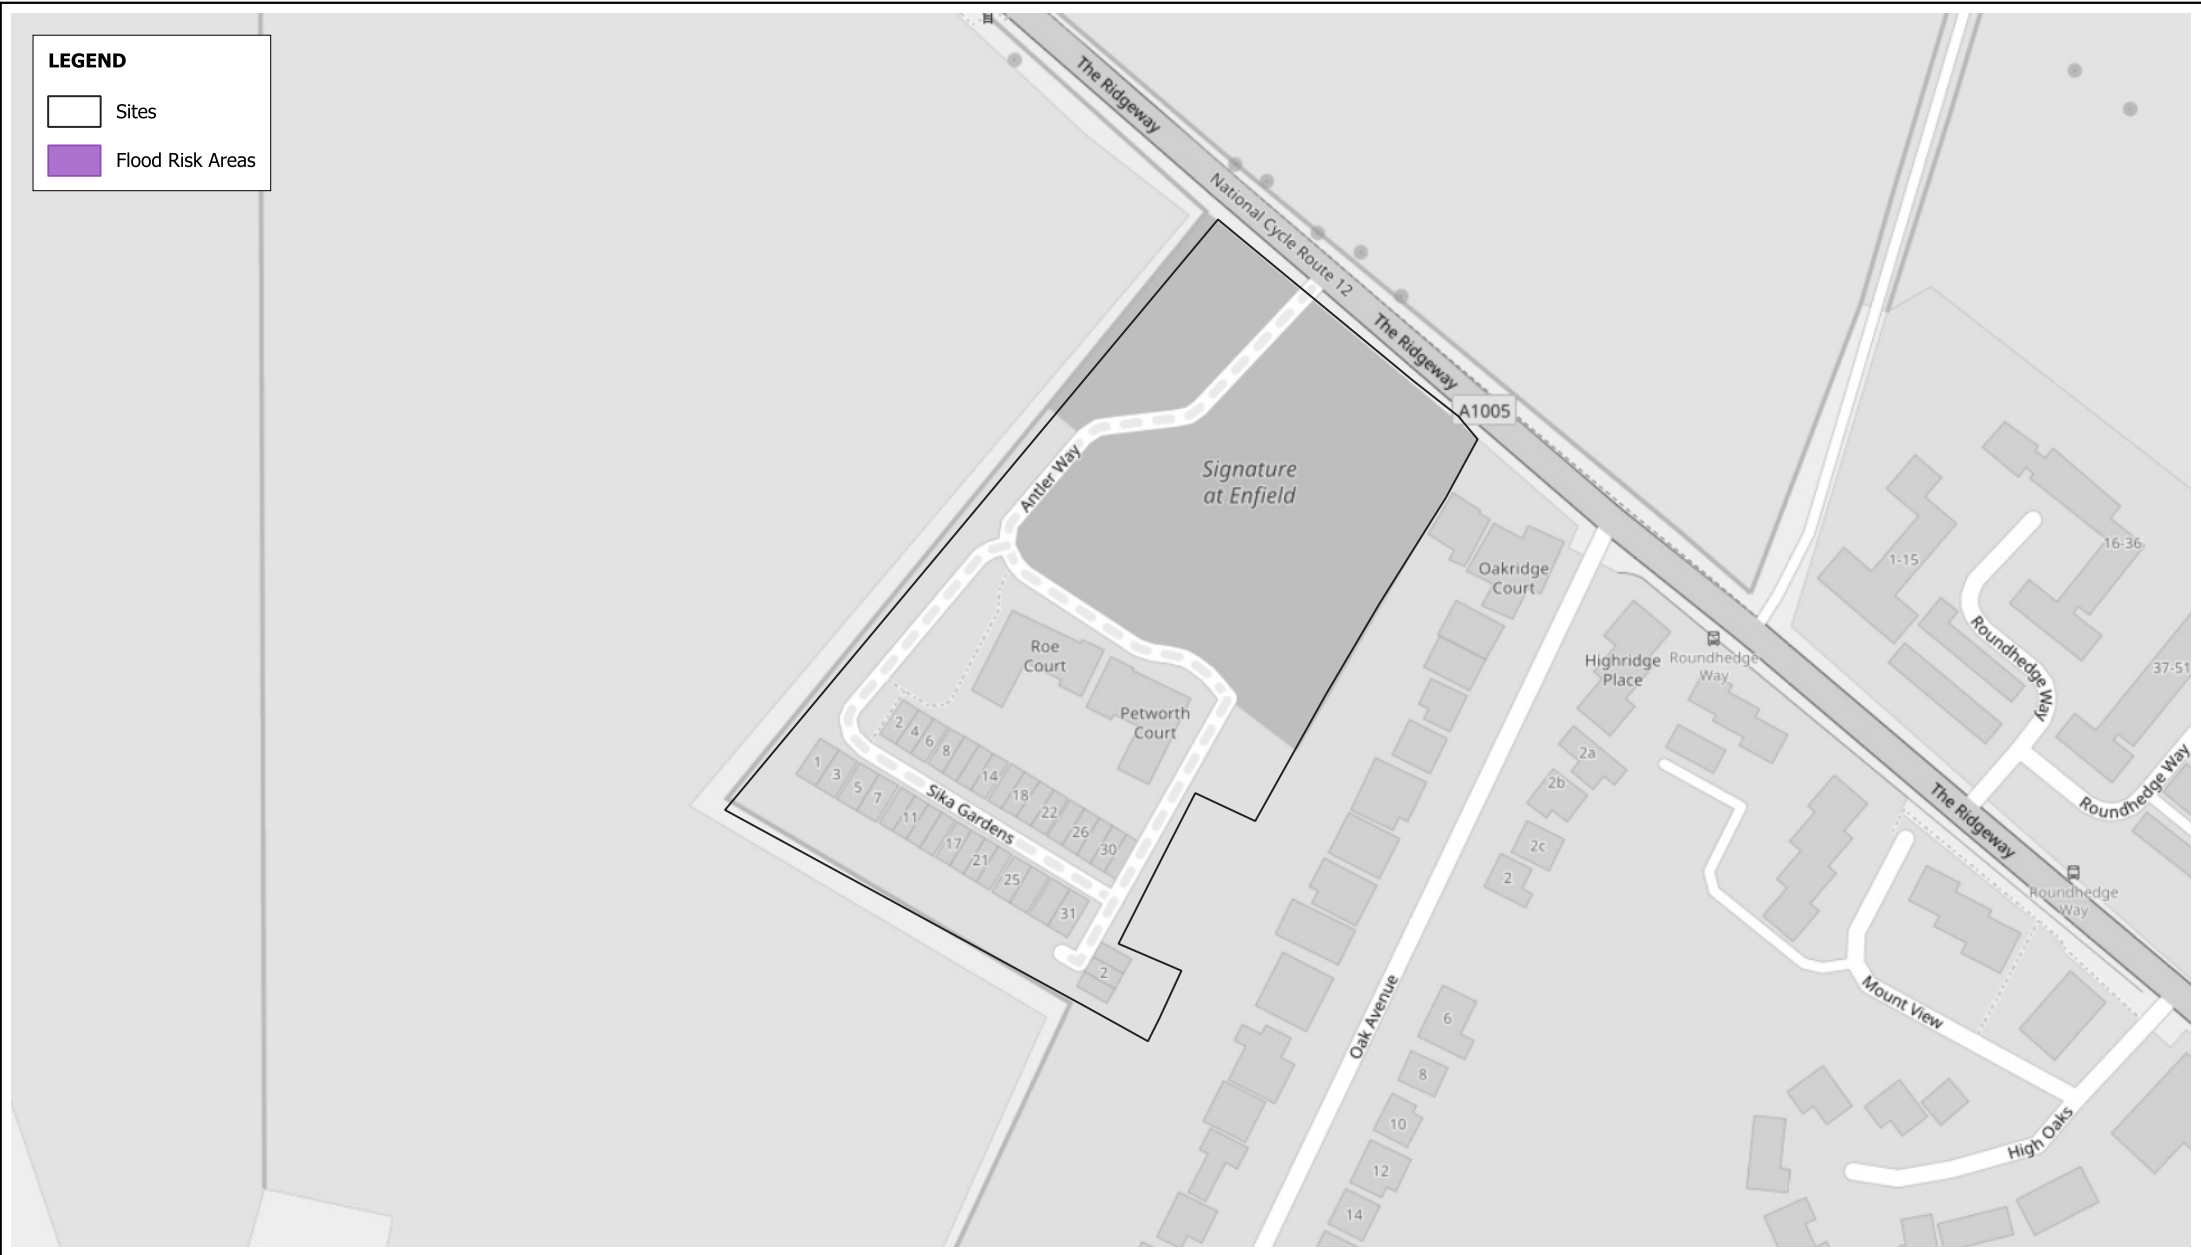 LEGEND
Sites
Flood Risk Areas
The Ridgeway
National Cycle Route 12
The Ridgeway
A1005
Signature
at Enfield
Antler Way
Oakridge
Court
Roe
Court
Petworth
Court
Highridge
Place
Roundhedge
Way
1-15
16-36
37-51
Roundhedge Way
Roundhedge Way
The Ridgeway
Roundhedge
Way
2
4
6
8
14
18
22
26
30
1
3
5
7
11
17
21
25
31
Sika Gardens
2
2a
2b
2c
2
Oak Avenue
6
8
10
12
14
Mount View
High Oaks